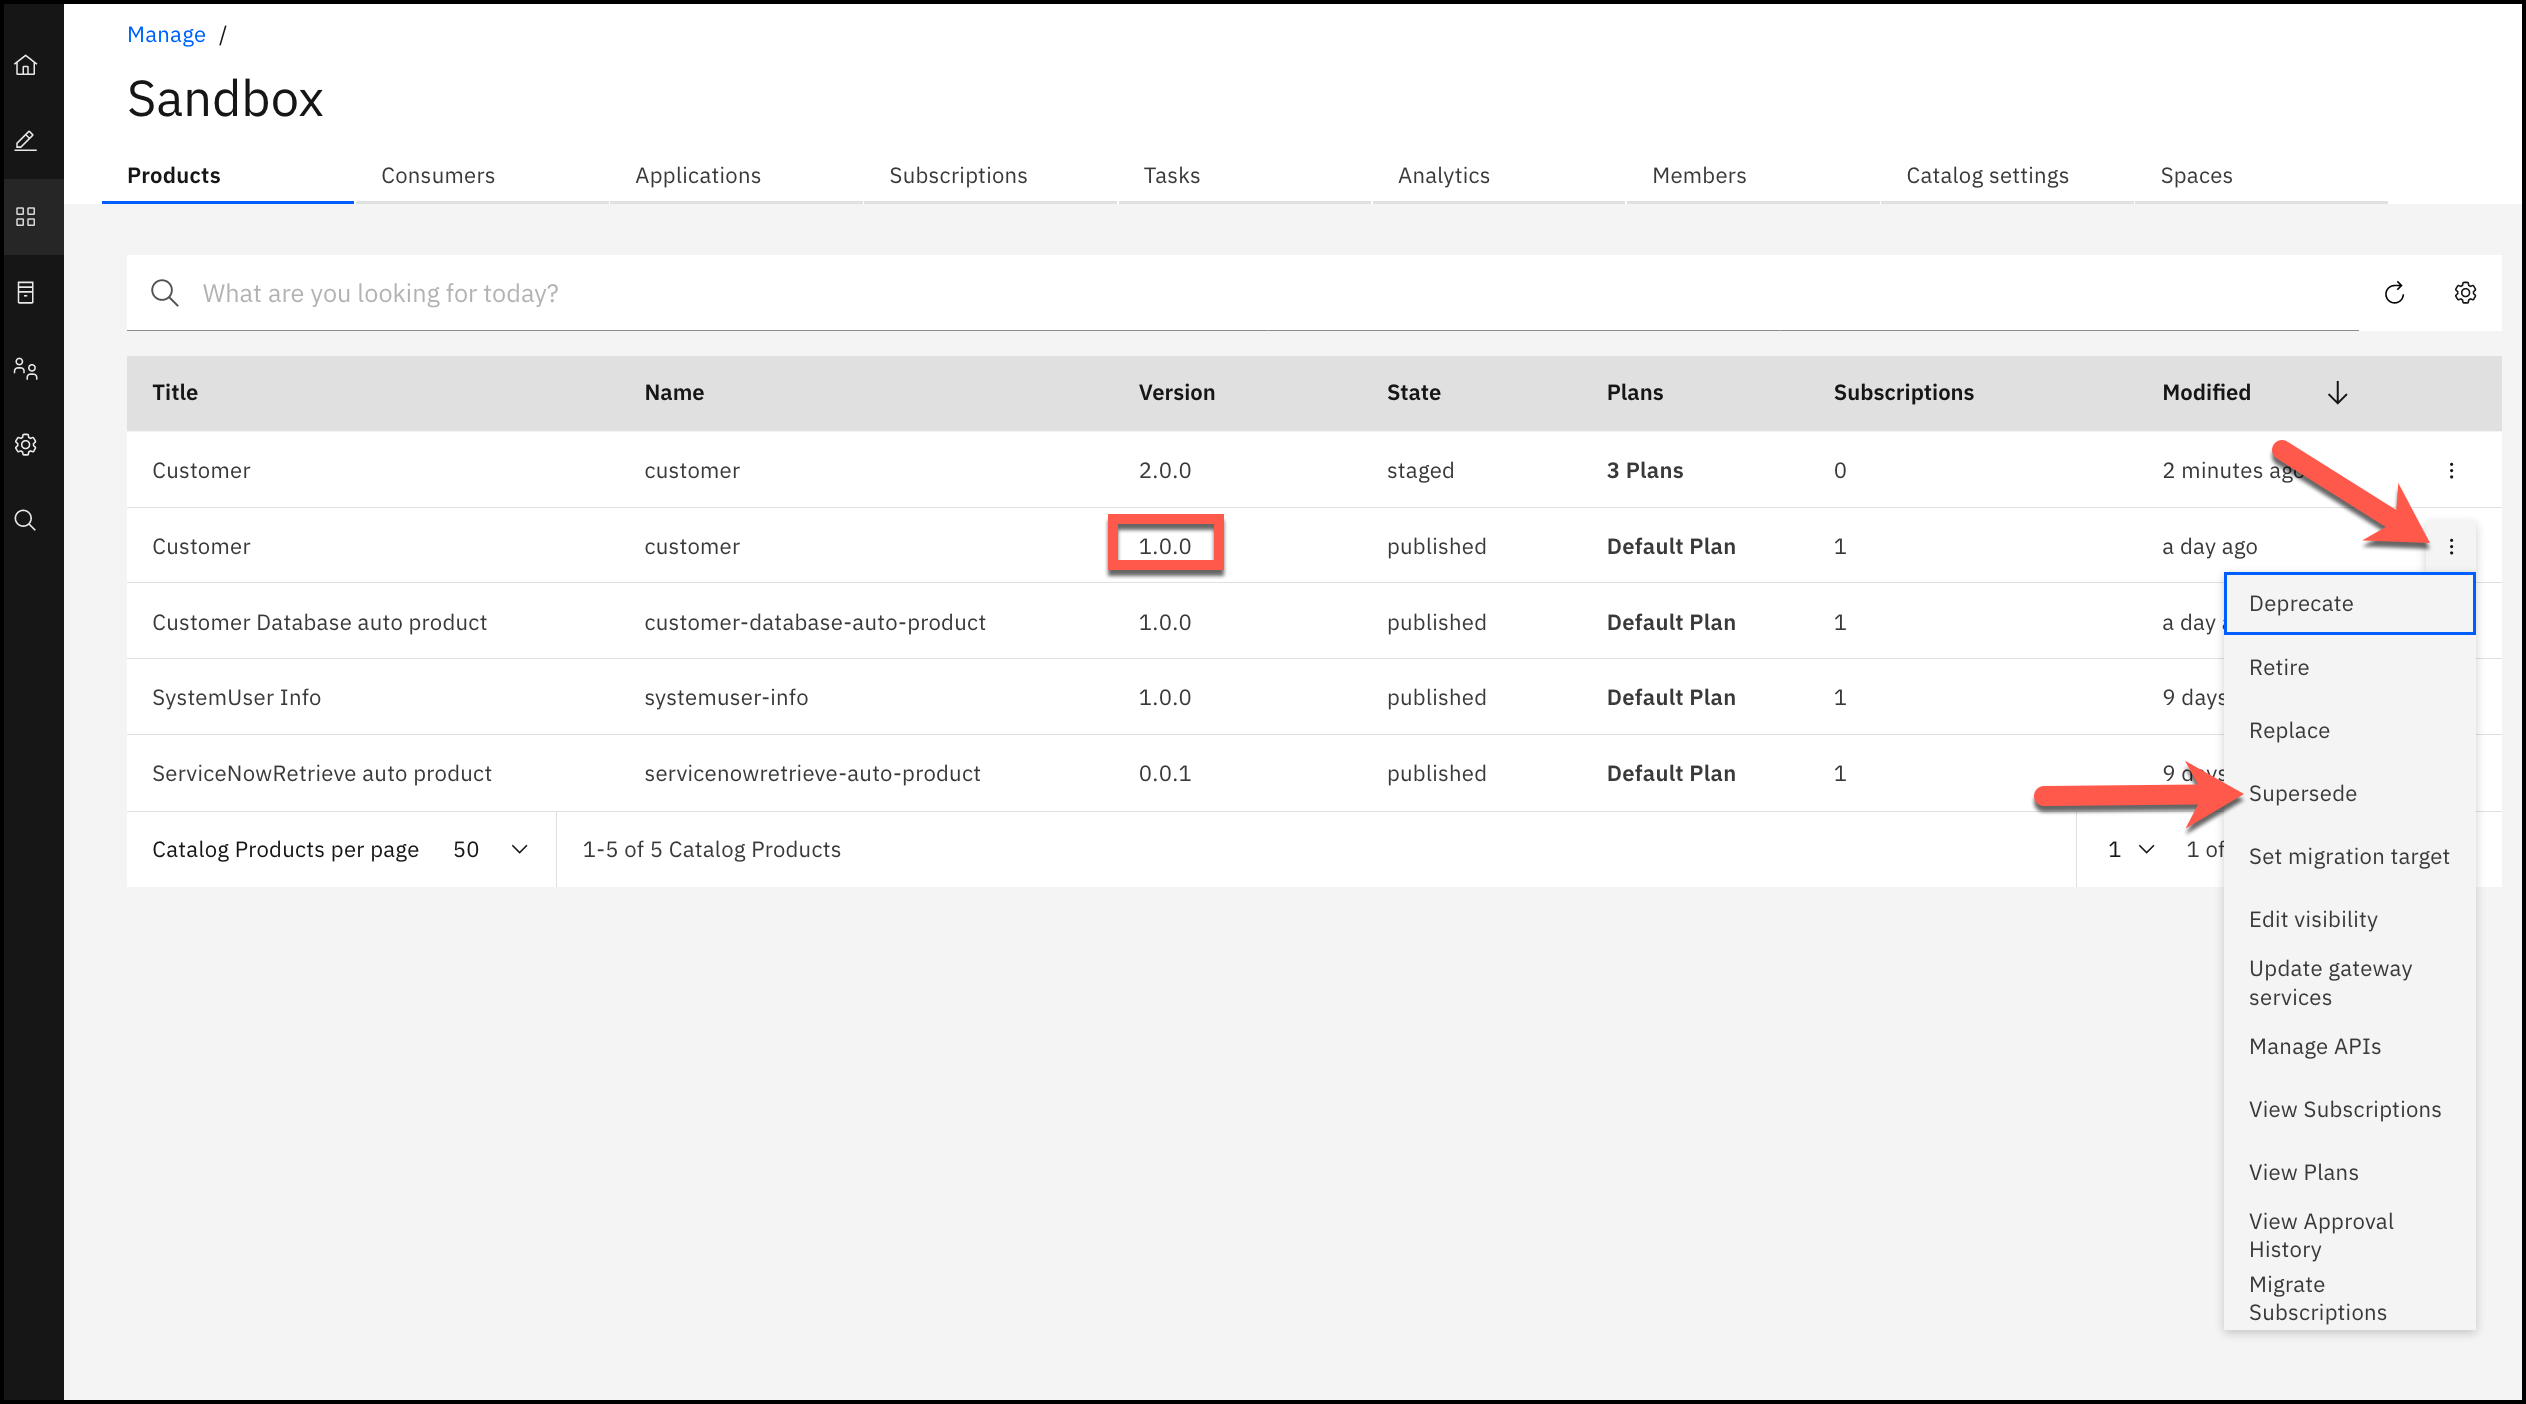 Manage /
Sandbox
Products Consumers Applications Subscriptions Tasks Analytics Members Catalog settings Spaces
What are you looking for today?
Title Name Version State Plans Subscriptions Modified
Customer customer 2.0.0 staged 3 Plans 0 2 minutes ago
Customer customer 1.0.0 published Default Plan 1 a day ago
Customer Database auto product customer-database-auto-product 1.0.0 published Default Plan 1 a day
SystemUser Info systemuser-info 1.0.0 published Default Plan 1 9 days
ServiceNowRetrieve auto product servicenowretrieve-auto-product 0.0.1 published Default Plan 1 9 days
Catalog Products per page 50 1-5 of 5 Catalog Products 1 1 of
Deprecate
Retire
Replace
Supersede
Set migration target
Edit visibility
Update gateway
services
Manage APIs
View Subscriptions
View Plans
View Approval
History
Migrate
Subscriptions